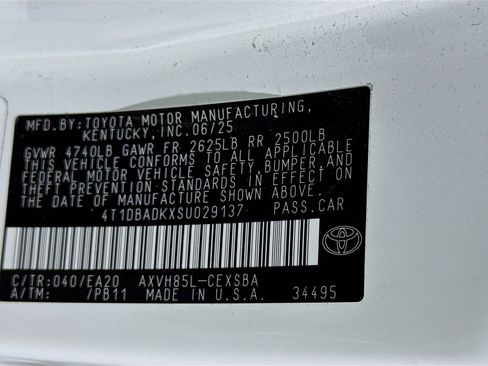 MFD.BY: TOYOTA MOTOR MANUFACTURING,
KENTUCKY, INC. 06/25
GVWR 4740LB GAWR FR 2625LB RR 2500LB
THIS VEHICLE CONFORMS TO ALL APPLICABLE
FEDERAL MOTOR VEHICLE SAFETY, BUMPER, AND
THEFT PREVENTION STANDARDS IN EFFECT ON
THE DATE OF MANUFACTURE SHOWN ABOVE.
4T1DBADKXSU029137 PASS.CAR
C/TR: 040/EA20 AXVH85L-CEXSBA
A/TM: /PB11 MADE IN U.S.A. 34495